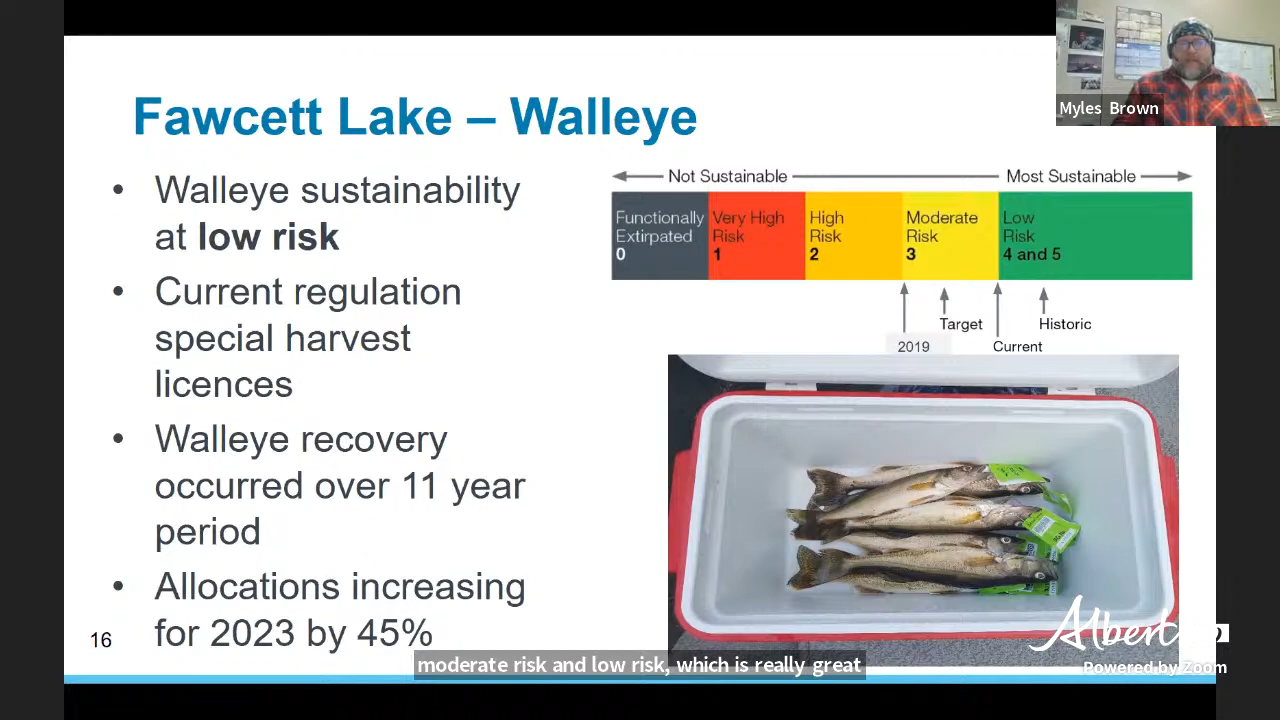 Myles Brown
Fawcett Lake – Walleye
• Walleye sustainability
at low risk
• Current regulation
special harvest
licences
• Walleye recovery
occurred over 11 year
period
• Allocations increasing
for 2023 by 45%
Not Sustainable
Most Sustainable
Functionally
Extirpated
0
Very High
Risk
1
High
Risk
2
Moderate
Risk
3
Low
Risk
4 and 5
Target
Historic
2019
Current
16
moderate risk and low risk, which is really great
Powered by Zoom